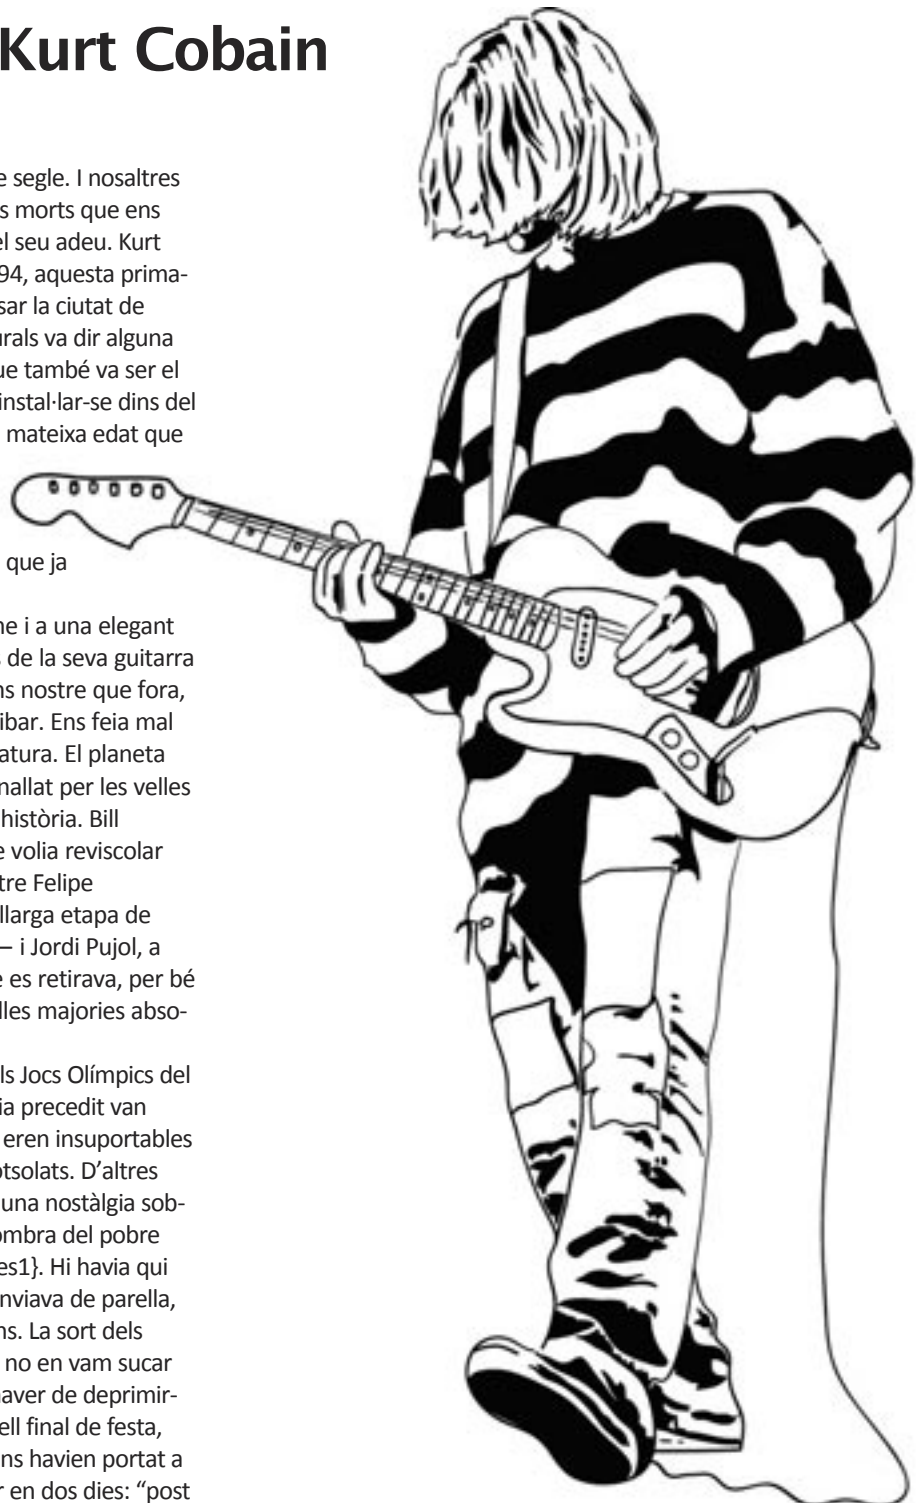 Kurt Cobain
e segle. I nosaltres
s morts que ens
el seu adeu. Kurt
94, aquesta prima-
sar la ciutat de
urals va dir alguna
ue també va ser el
instal·lar-se dins del
mateixa edat que
que ja
ne i a una elegant
s de la seva guitarra
ns nostre que fora,
ibar. Ens feia mal
atura. El planeta
nallat per les velles
història. Bill
e volia reviscolar
tre Felipe
llarga etapa de
– i Jordi Pujol, a
e es retirava, per bé
lles majories abso-
ls Jocs Olímpics del
ia precedit van
eren insuportables
otsolats. D’altres
una nostàlgia sob-
ombra del pobre
es1}. Hi havia qui
nviava de parella,
ns. La sort dels
no en vam sucar
haver de deprimir-
ell final de festa,
ns havien portat a
r en dos dies: “post